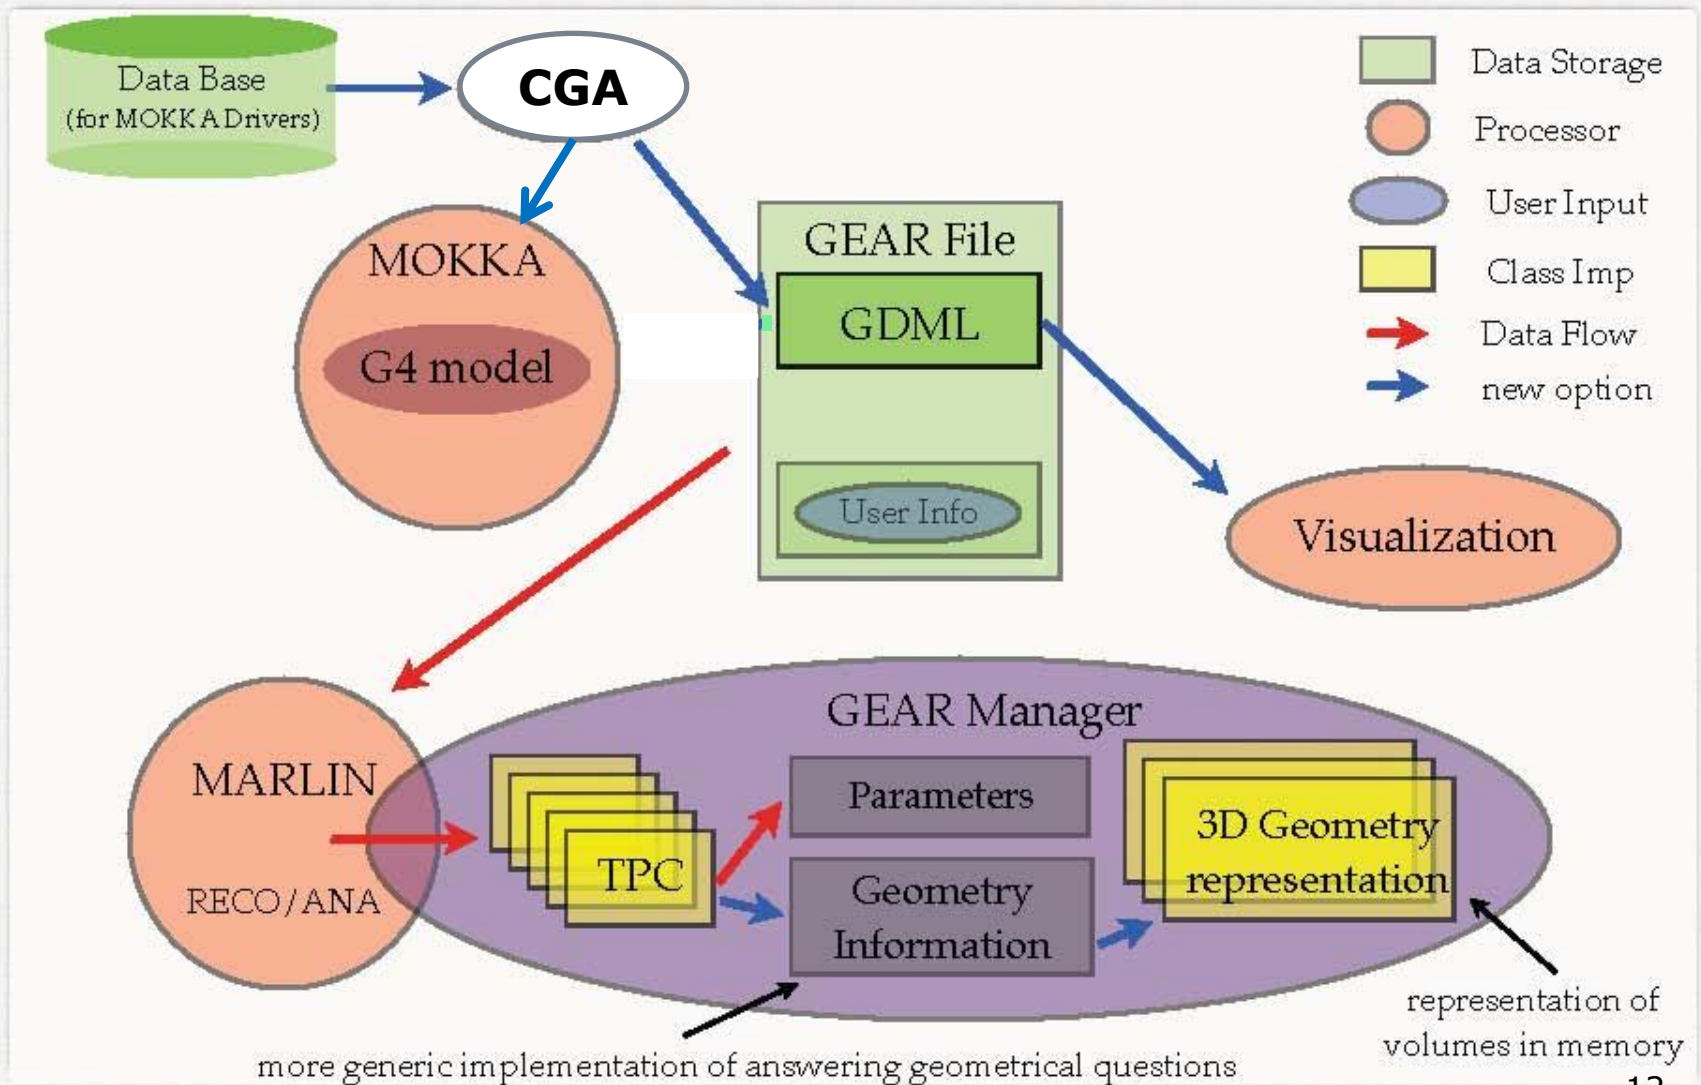 Data Base
(for MOKKA Drivers)
CGA
MOKKA
G4 model
GEAR File
GDML
User Info
Data Storage
Processor
User Input
Class Imp
Data Flow
new option
Visualization
GEAR Manager
MARLIN
RECO/ANA
TPC
Parameters
Geometry
Information
3D Geometry
representation
representation of
volumes in memory
more generic implementation of answering geometrical questions